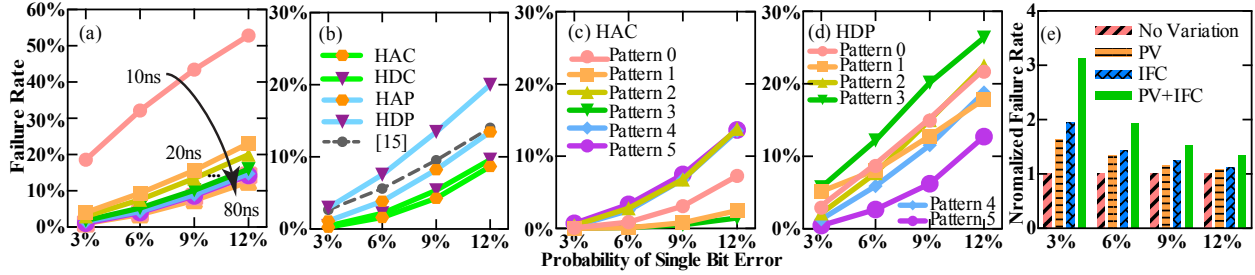 Failure Rate
60%
50%
40%
30%
20%
10%
0%
(a)
10ns
20ns
...
80ns
3% 6% 9% 12%
30%
20%
10%
0%
(b)
HAC
HDC
HAP
HDP
[15]
3% 6% 9% 12%
30%
20%
10%
0%
(c) HAC
Pattern 0
Pattern 1
Pattern 2
Pattern 3
Pattern 4
Pattern 5
3% 6% 9% 12%
30%
20%
10%
0%
(d) HDP
Pattern 0
Pattern 1
Pattern 2
Pattern 3
Pattern 4
Pattern 5
3% 6% 9% 12%
Nromalized Failure Rate
4
3
2
1
0
(e)
No Variation
PV
IFC
PV+IFC
3% 6% 9% 12%
Probability of Single Bit Error